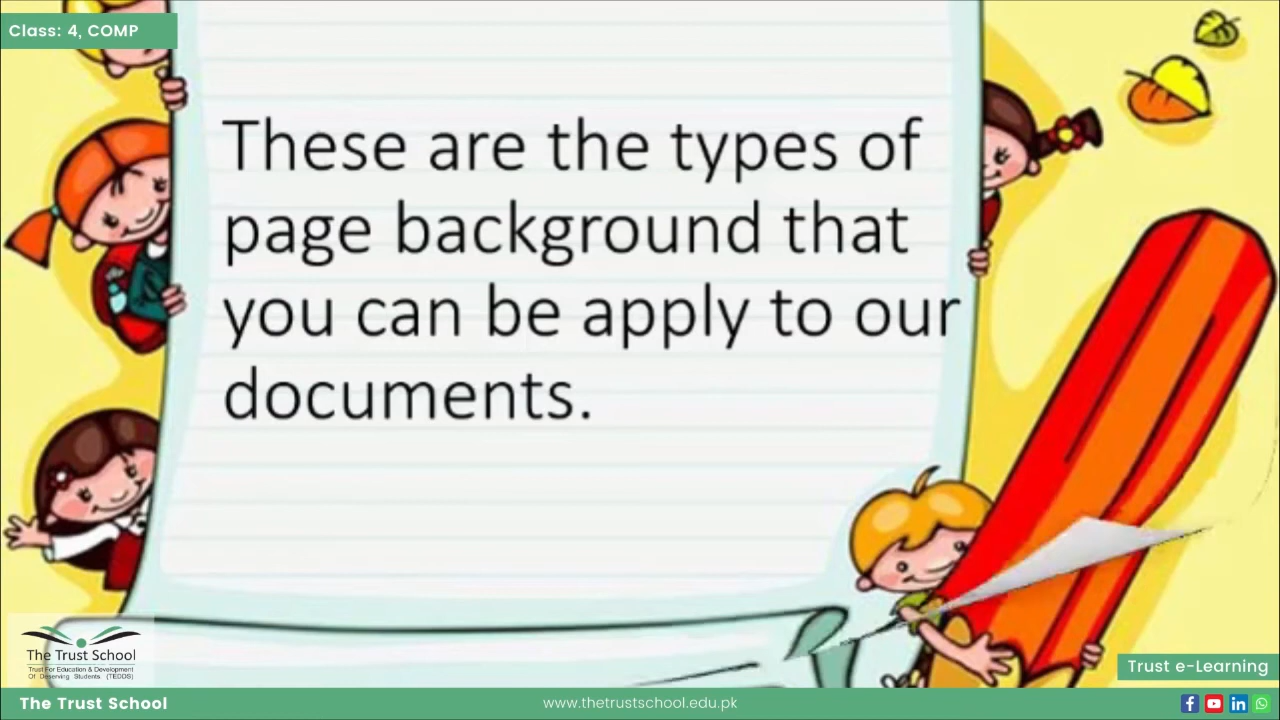 Class: 4, COMP
These are the types of
page background that
you can be apply to our
documents.
The Trust School
Trust For Education & Development
Of Deserving Students (TEDDS)
Trust e-Learning
The Trust School
www.thetrustschool.edu.pk